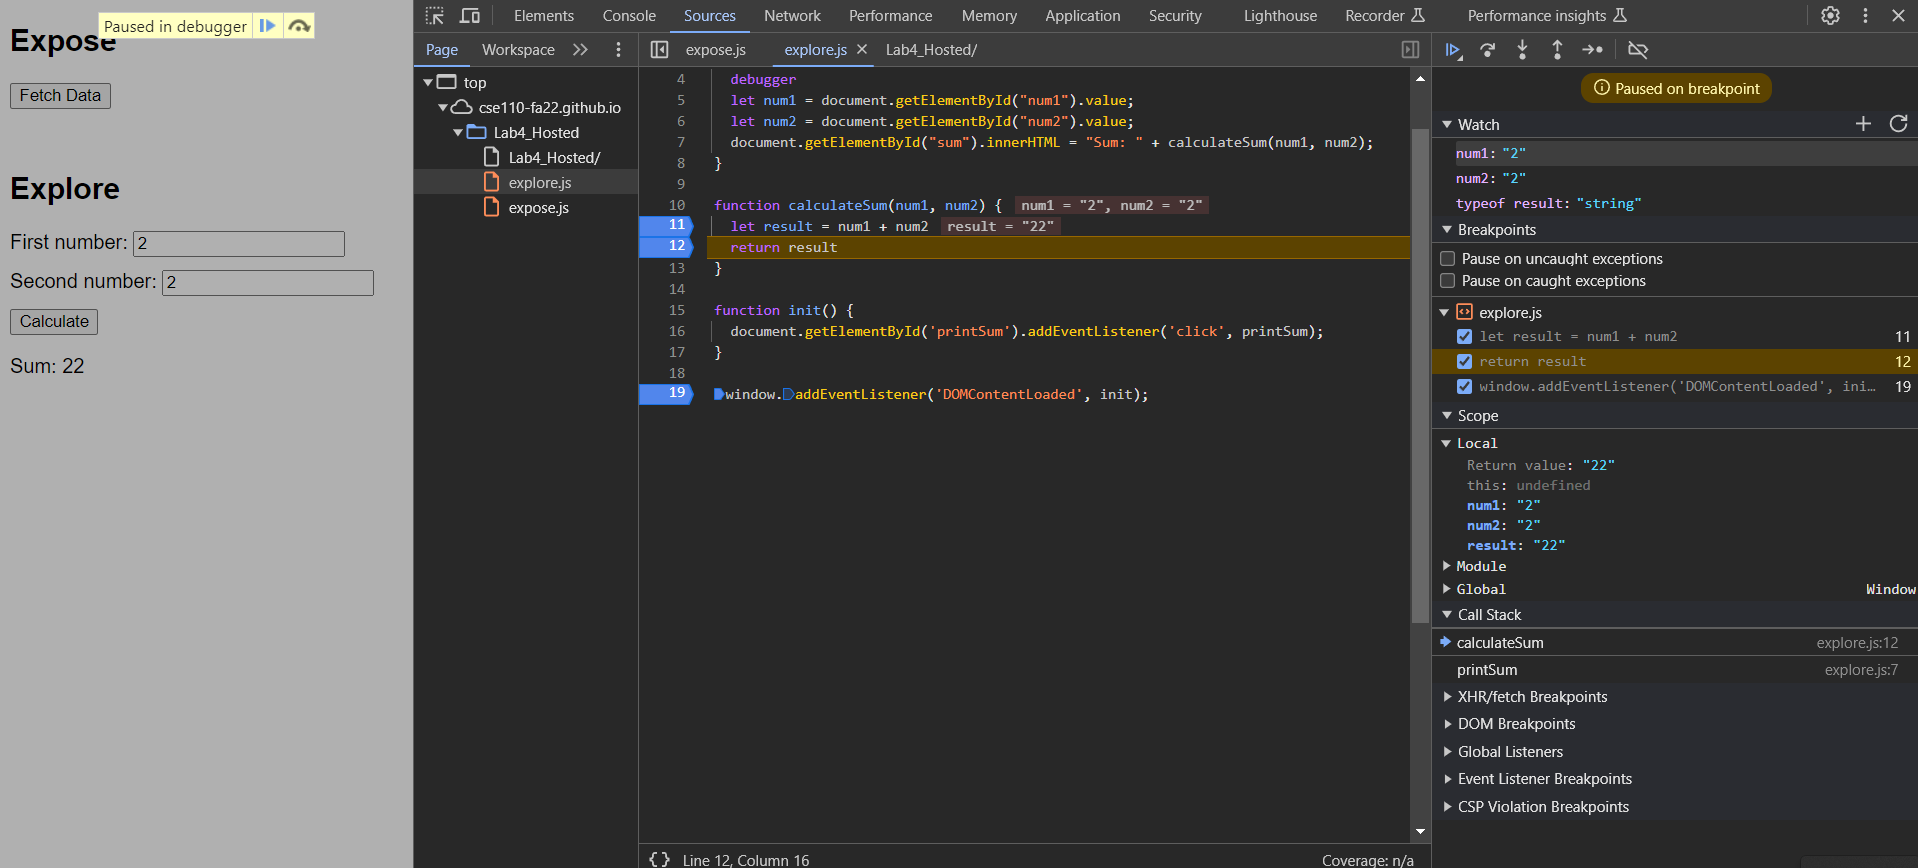 Paused in debugger
Expose
Fetch Data
Explore
First number: 2
Second number: 2
Calculate
Sum: 22
Elements Console Sources Network Performance Memory Application Security Lighthouse Recorder Performance insights
Page Workspace
top
cse110-fa22.github.io
Lab4_Hosted
Lab4_Hosted/
explore.js
expose.js
expose.js explore.js Lab4_Hosted/
4 debugger
5 let num1 = document.getElementById("num1").value;
6 let num2 = document.getElementById("num2").value;
7 document.getElementById("sum").innerHTML = "Sum: " + calculateSum(num1, num2);
8 }
9
10 function calculateSum(num1, num2) { num1 = "2", num2 = "2"
11 let result = num1 + num2 result = "22"
12 return result
13 }
14
15 function init() {
16 document.getElementById('printSum').addEventListener('click', printSum);
17 }
18
19 window.addEventListener('DOMContentLoaded', init);
{} Line 12, Column 16 Coverage: n/a
Paused on breakpoint
Watch
num1: "2"
num2: "2"
typeof result: "string"
Breakpoints
Pause on uncaught exceptions
Pause on caught exceptions
explore.js
let result = num1 + num2 11
return result 12
window.addEventListener('DOMContentLoaded', ini… 19
Scope
Local
Return value: "22"
this: undefined
num1: "2"
num2: "2"
result: "22"
Module
Global Window
Call Stack
calculateSum explore.js:12
printSum explore.js:7
XHR/fetch Breakpoints
DOM Breakpoints
Global Listeners
Event Listener Breakpoints
CSP Violation Breakpoints